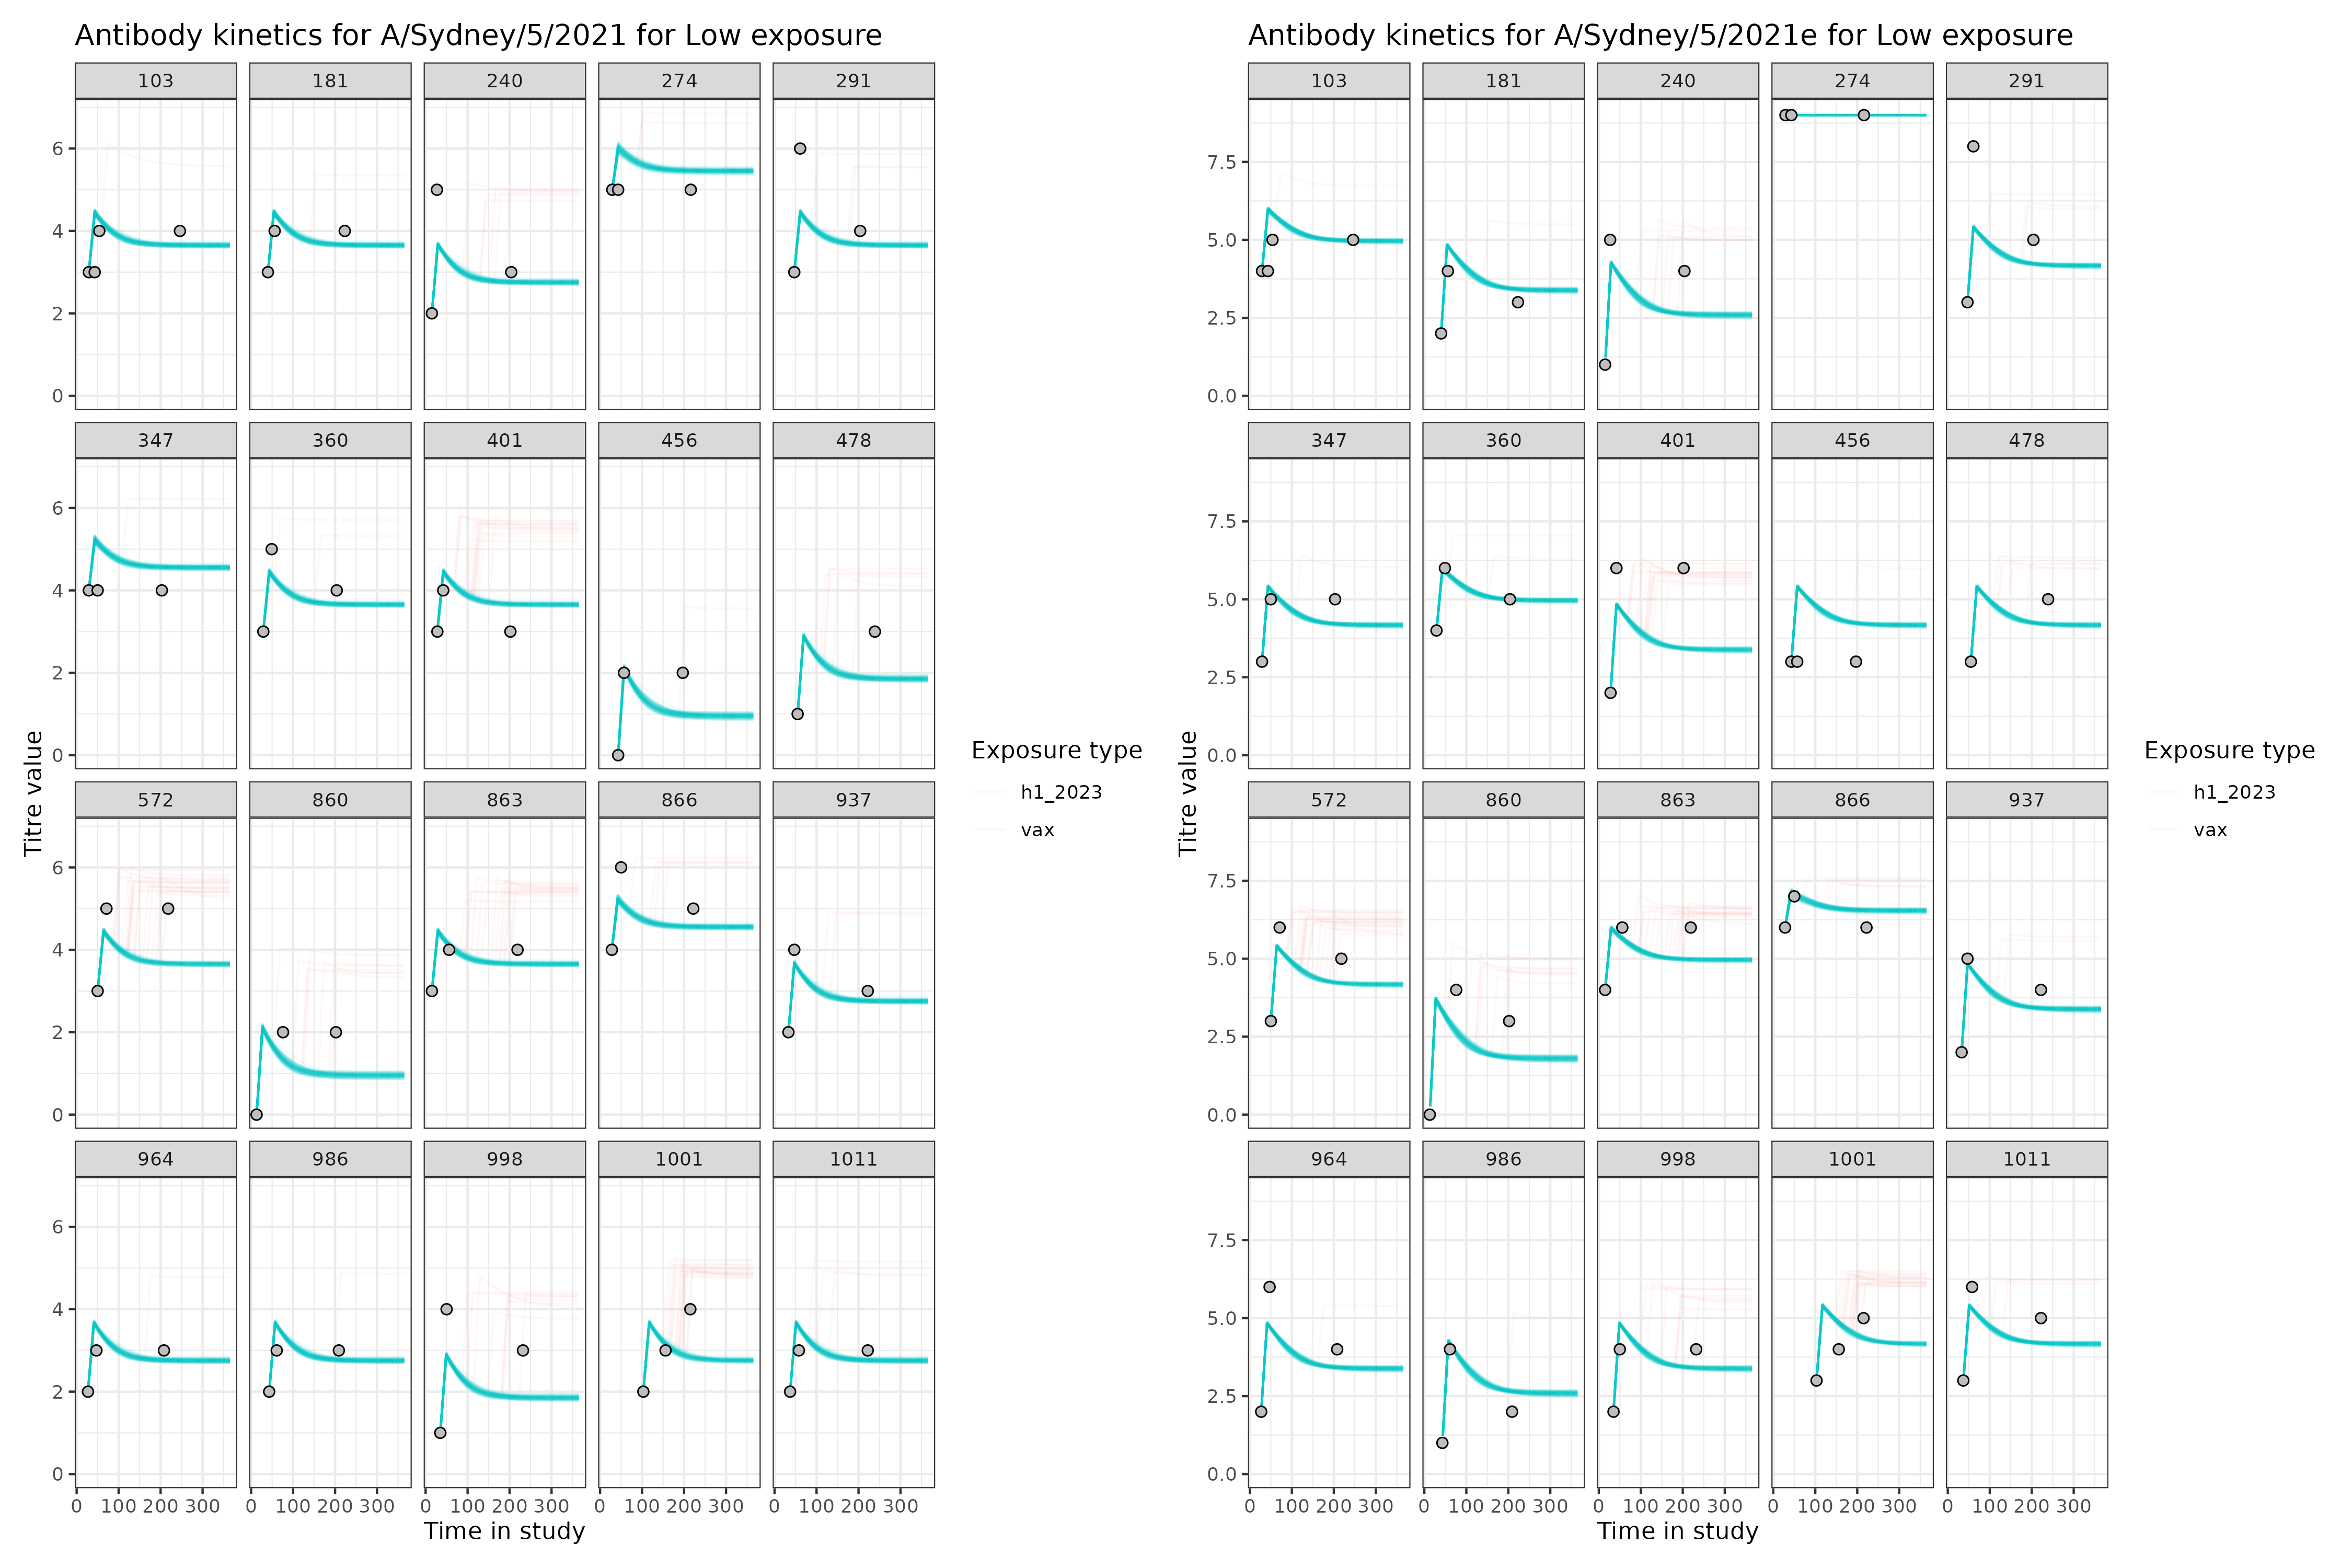 Antibody kinetics for A/Sydney/5/2021 for Low exposure
103 181 240 274 291
6
4
2
0
347 360 401 456 478
6
4
2
0
572 860 863 866 937
6
4
2
0
964 986 998 1001 1011
6
4
2
0
0 100 200 300 0 100 200 300 0 100 200 300 0 100 200 300 0 100 200 300
Time in study
Titre value
Exposure type
h1_2023
vax
Antibody kinetics for A/Sydney/5/2021e for Low exposure
103 181 240 274 291
7.5
5.0
2.5
0.0
347 360 401 456 478
7.5
5.0
2.5
0.0
572 860 863 866 937
7.5
5.0
2.5
0.0
964 986 998 1001 1011
7.5
5.0
2.5
0.0
0 100 200 300 0 100 200 300 0 100 200 300 0 100 200 300 0 100 200 300
Time in study
Titre value
Exposure type
h1_2023
vax